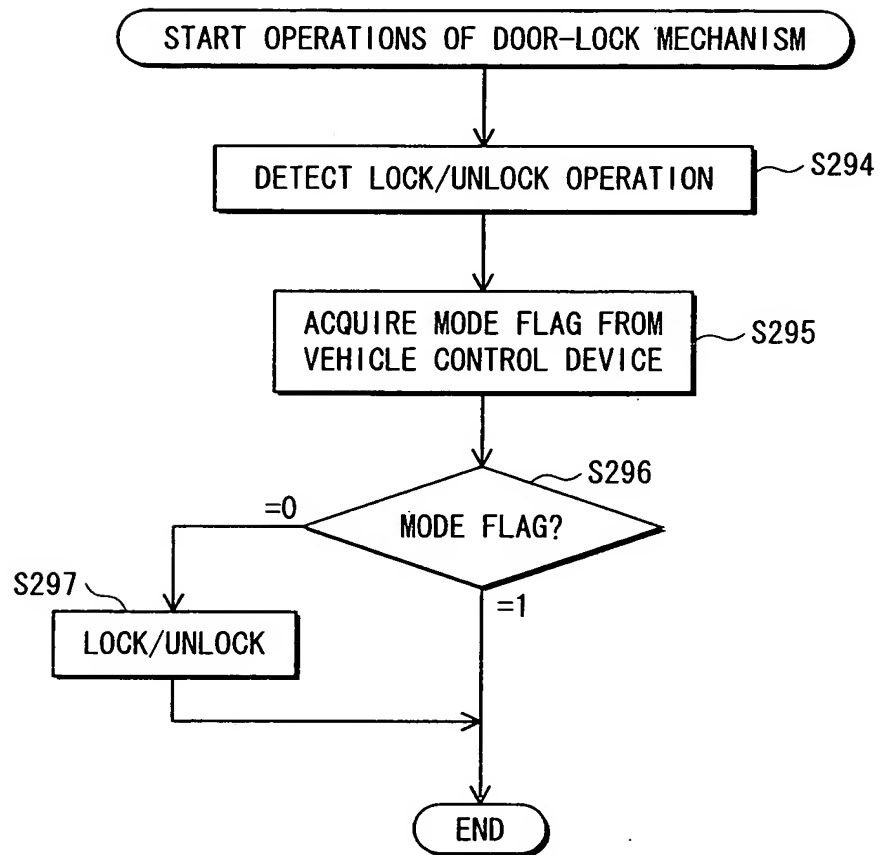 START OPERATIONS OF DOOR-LOCK MECHANISM
DETECT LOCK/UNLOCK OPERATION
S294
ACQUIRE MODE FLAG FROM
VEHICLE CONTROL DEVICE
S295
S296
=0
MODE FLAG?
S297
=1
LOCK/UNLOCK
END